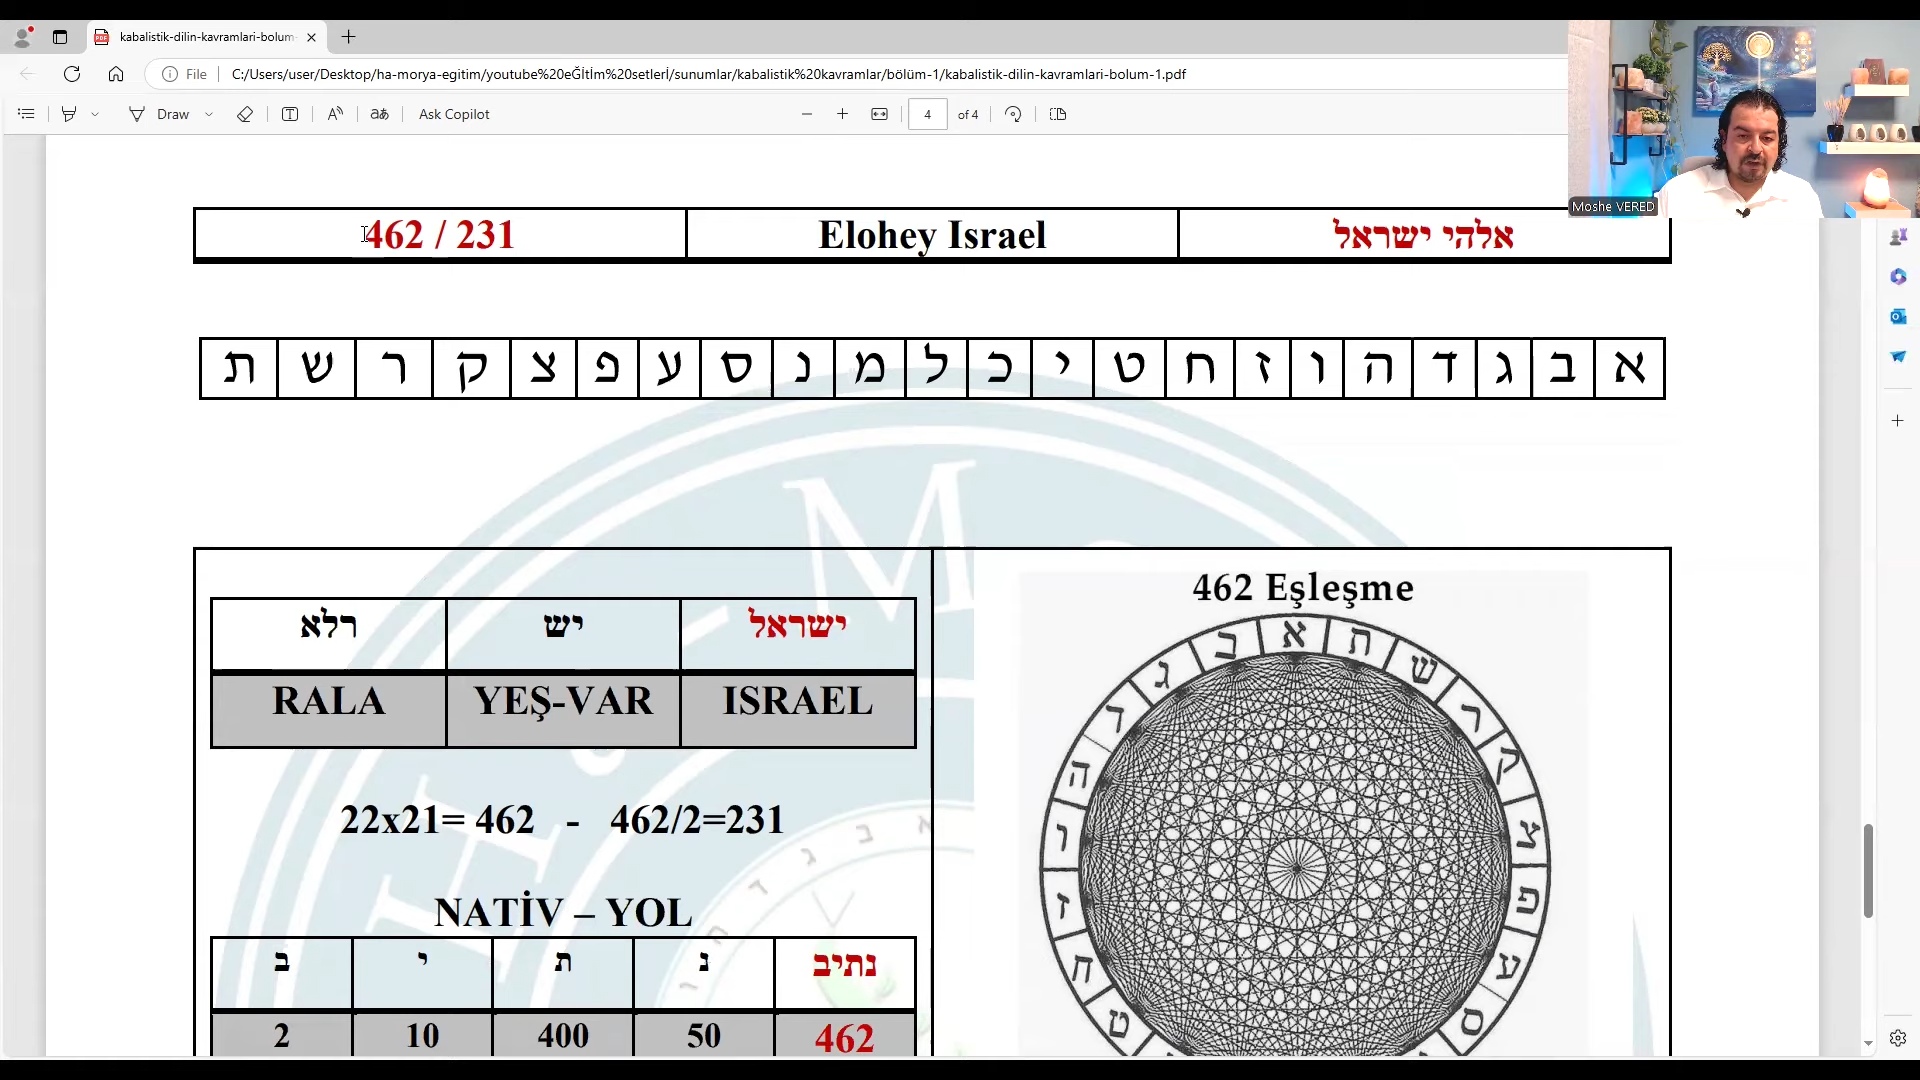 kabalistik-dilin-kavramlari-bolum-
File C:/Users/user/Desktop/ha-morya-egitim/youtube%20eĞİTİm%20setlerİ/sunumlar/kabalistik%20kavramlar/bölüm-1/kabalistik-dilin-kavramlari-bolum-1.pdf
Draw Ask Copilot 4 of 4
Moshe VERED
462 / 231 Elohey Israel אלהי ישראל
א ב ג ד ה ו ז ח ט י כ ל מ נ ס ע פ צ ק ר ש ת
ישראל יש רלא
RALA YEŞ-VAR ISRAEL
22x21= 462 - 462/2=231
NATİV – YOL
נתיב נ ת י ב
2 10 400 50 462
462 Eşleşme
א ת ש ר ק צ פ ע ס
ב ג ד ה ו ז ח ט
H M